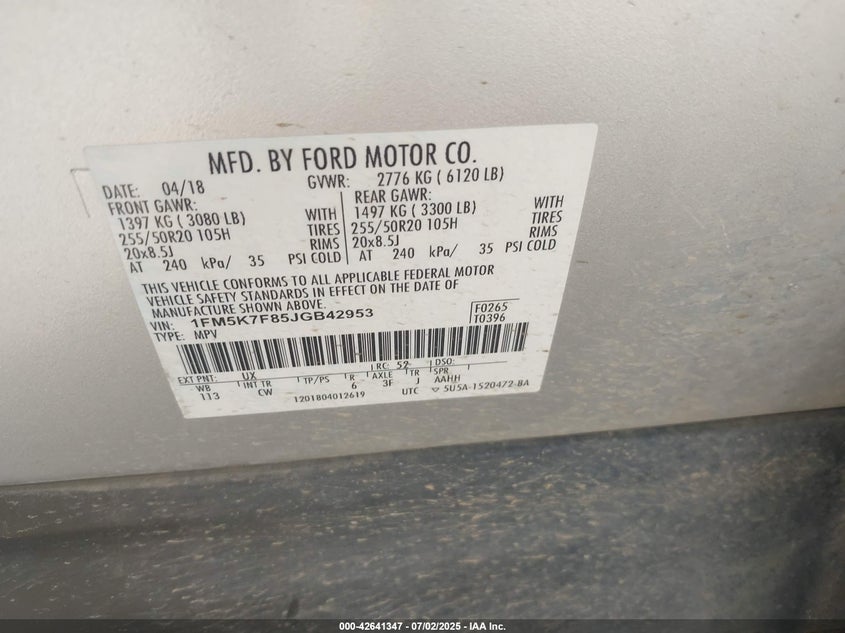 MFD. BY FORD MOTOR CO.
DATE: 04/18 GVWR: 2776 KG ( 6120 LB)
FRONT GAWR: REAR GAWR:
1397 KG ( 3080 LB) WITH 1497 KG ( 3300 LB) WITH
255/50R20 105H TIRES 255/50R20 105H TIRES
20x8.5J RIMS 20x8.5J RIMS
AT 240 kPa/ 35 PSI COLD AT 240 kPa/ 35 PSI COLD
THIS VEHICLE CONFORMS TO ALL APPLICABLE FEDERAL MOTOR
VEHICLE SAFETY STANDARDS IN EFFECT ON THE DATE OF
MANUFACTURE SHOWN ABOVE.
VIN: 1FM5K7F85JGB42953 F0265
TYPE: MPV T0396
EXT PNT: UX RC: 52 DSO:
WB INT TR TP/PS R AXLE TR SPR
113 CW 6 3F J AAHH
1201804012619 UTC 5U5A-1520472-BA
000-42641347 - 07/02/2025 - IAA Inc.